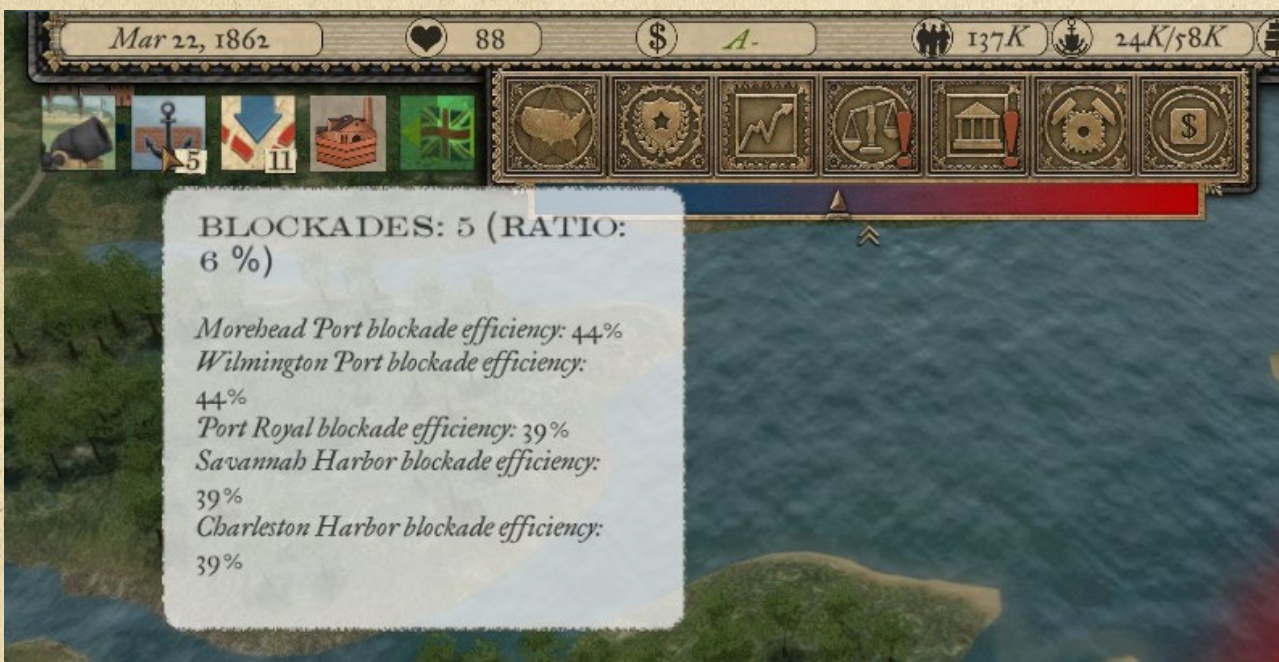 Mar 22, 1862
88
$
A-
137K
24K/58K
$
5
11
BLOCKADES: 5 (RATIO:
6 %)
Morehead Port blockade efficiency: 44%
Wilmington Port blockade efficiency:
44%
Port Royal blockade efficiency: 39%
Savannah Harbor blockade efficiency:
39%
Charleston Harbor blockade efficiency:
39%